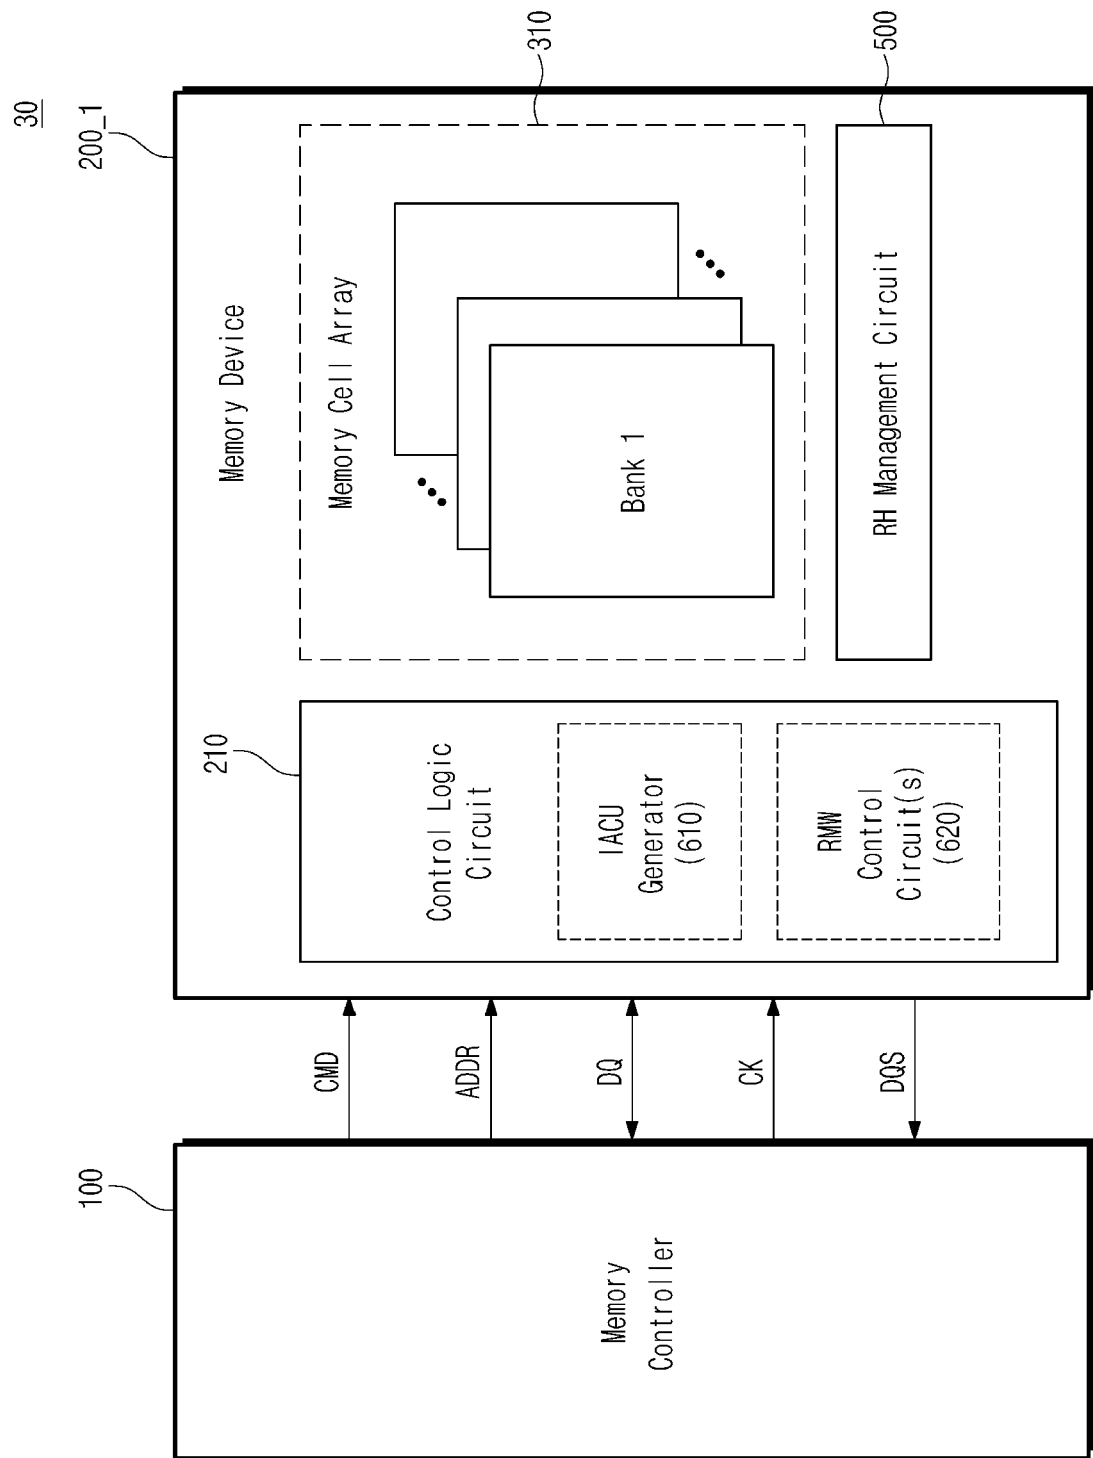 30
100
Memory
Controller
CMD
ADDR
DQ
CK
DQS
200_1
Memory Device
210
Control Logic
Circuit
IACU
Generator
(610)
RMW
Control
Circuit(s)
(620)
Memory Cell Array
310
Bank 1
RH Management Circuit
500